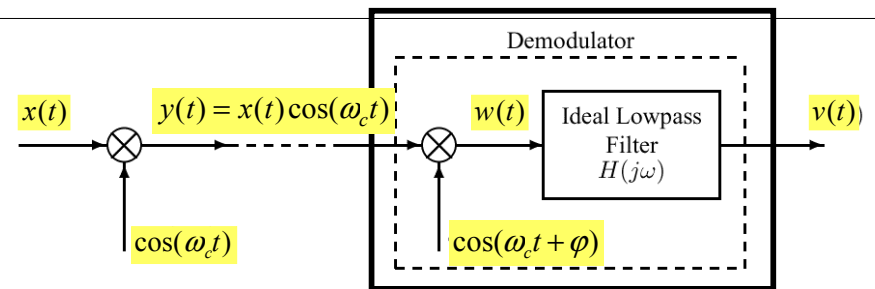 Demodulator
x(t)
y(t) = x(t) cos(ω_c t)
w(t)
Ideal Lowpass
Filter
H(jω)
v(t))
cos(ω_c t)
cos(ω_c t + φ)